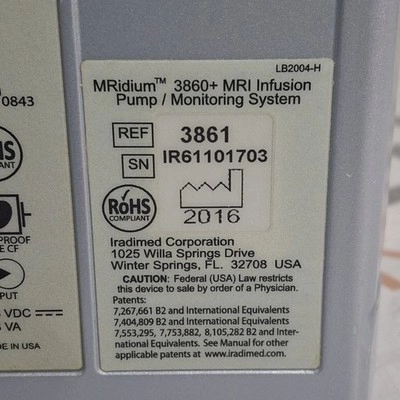 LB2004-H
MRidium™ 3860+ MRI Infusion
Pump / Monitoring System
REF 3861
SN IR61101703
RoHS
COMPLIANT
2016
Iradimed Corporation
1025 Willa Springs Drive
Winter Springs, FL. 32708 USA
CAUTION: Federal (USA) Law restricts
this device to sale by order of a Physician.
Patents:
7,267,661 B2 and International Equivalents
7,404,809 B2 and International Equivalents
7,553,295, 7,753,882, 8,105,282 B2 and Inter-
national Equivalents. See Manual for other
applicable patents or www.iradimed.com
0843
HS
ANT
PROOF
E CF
PUT
VDC
VA
DE IN USA